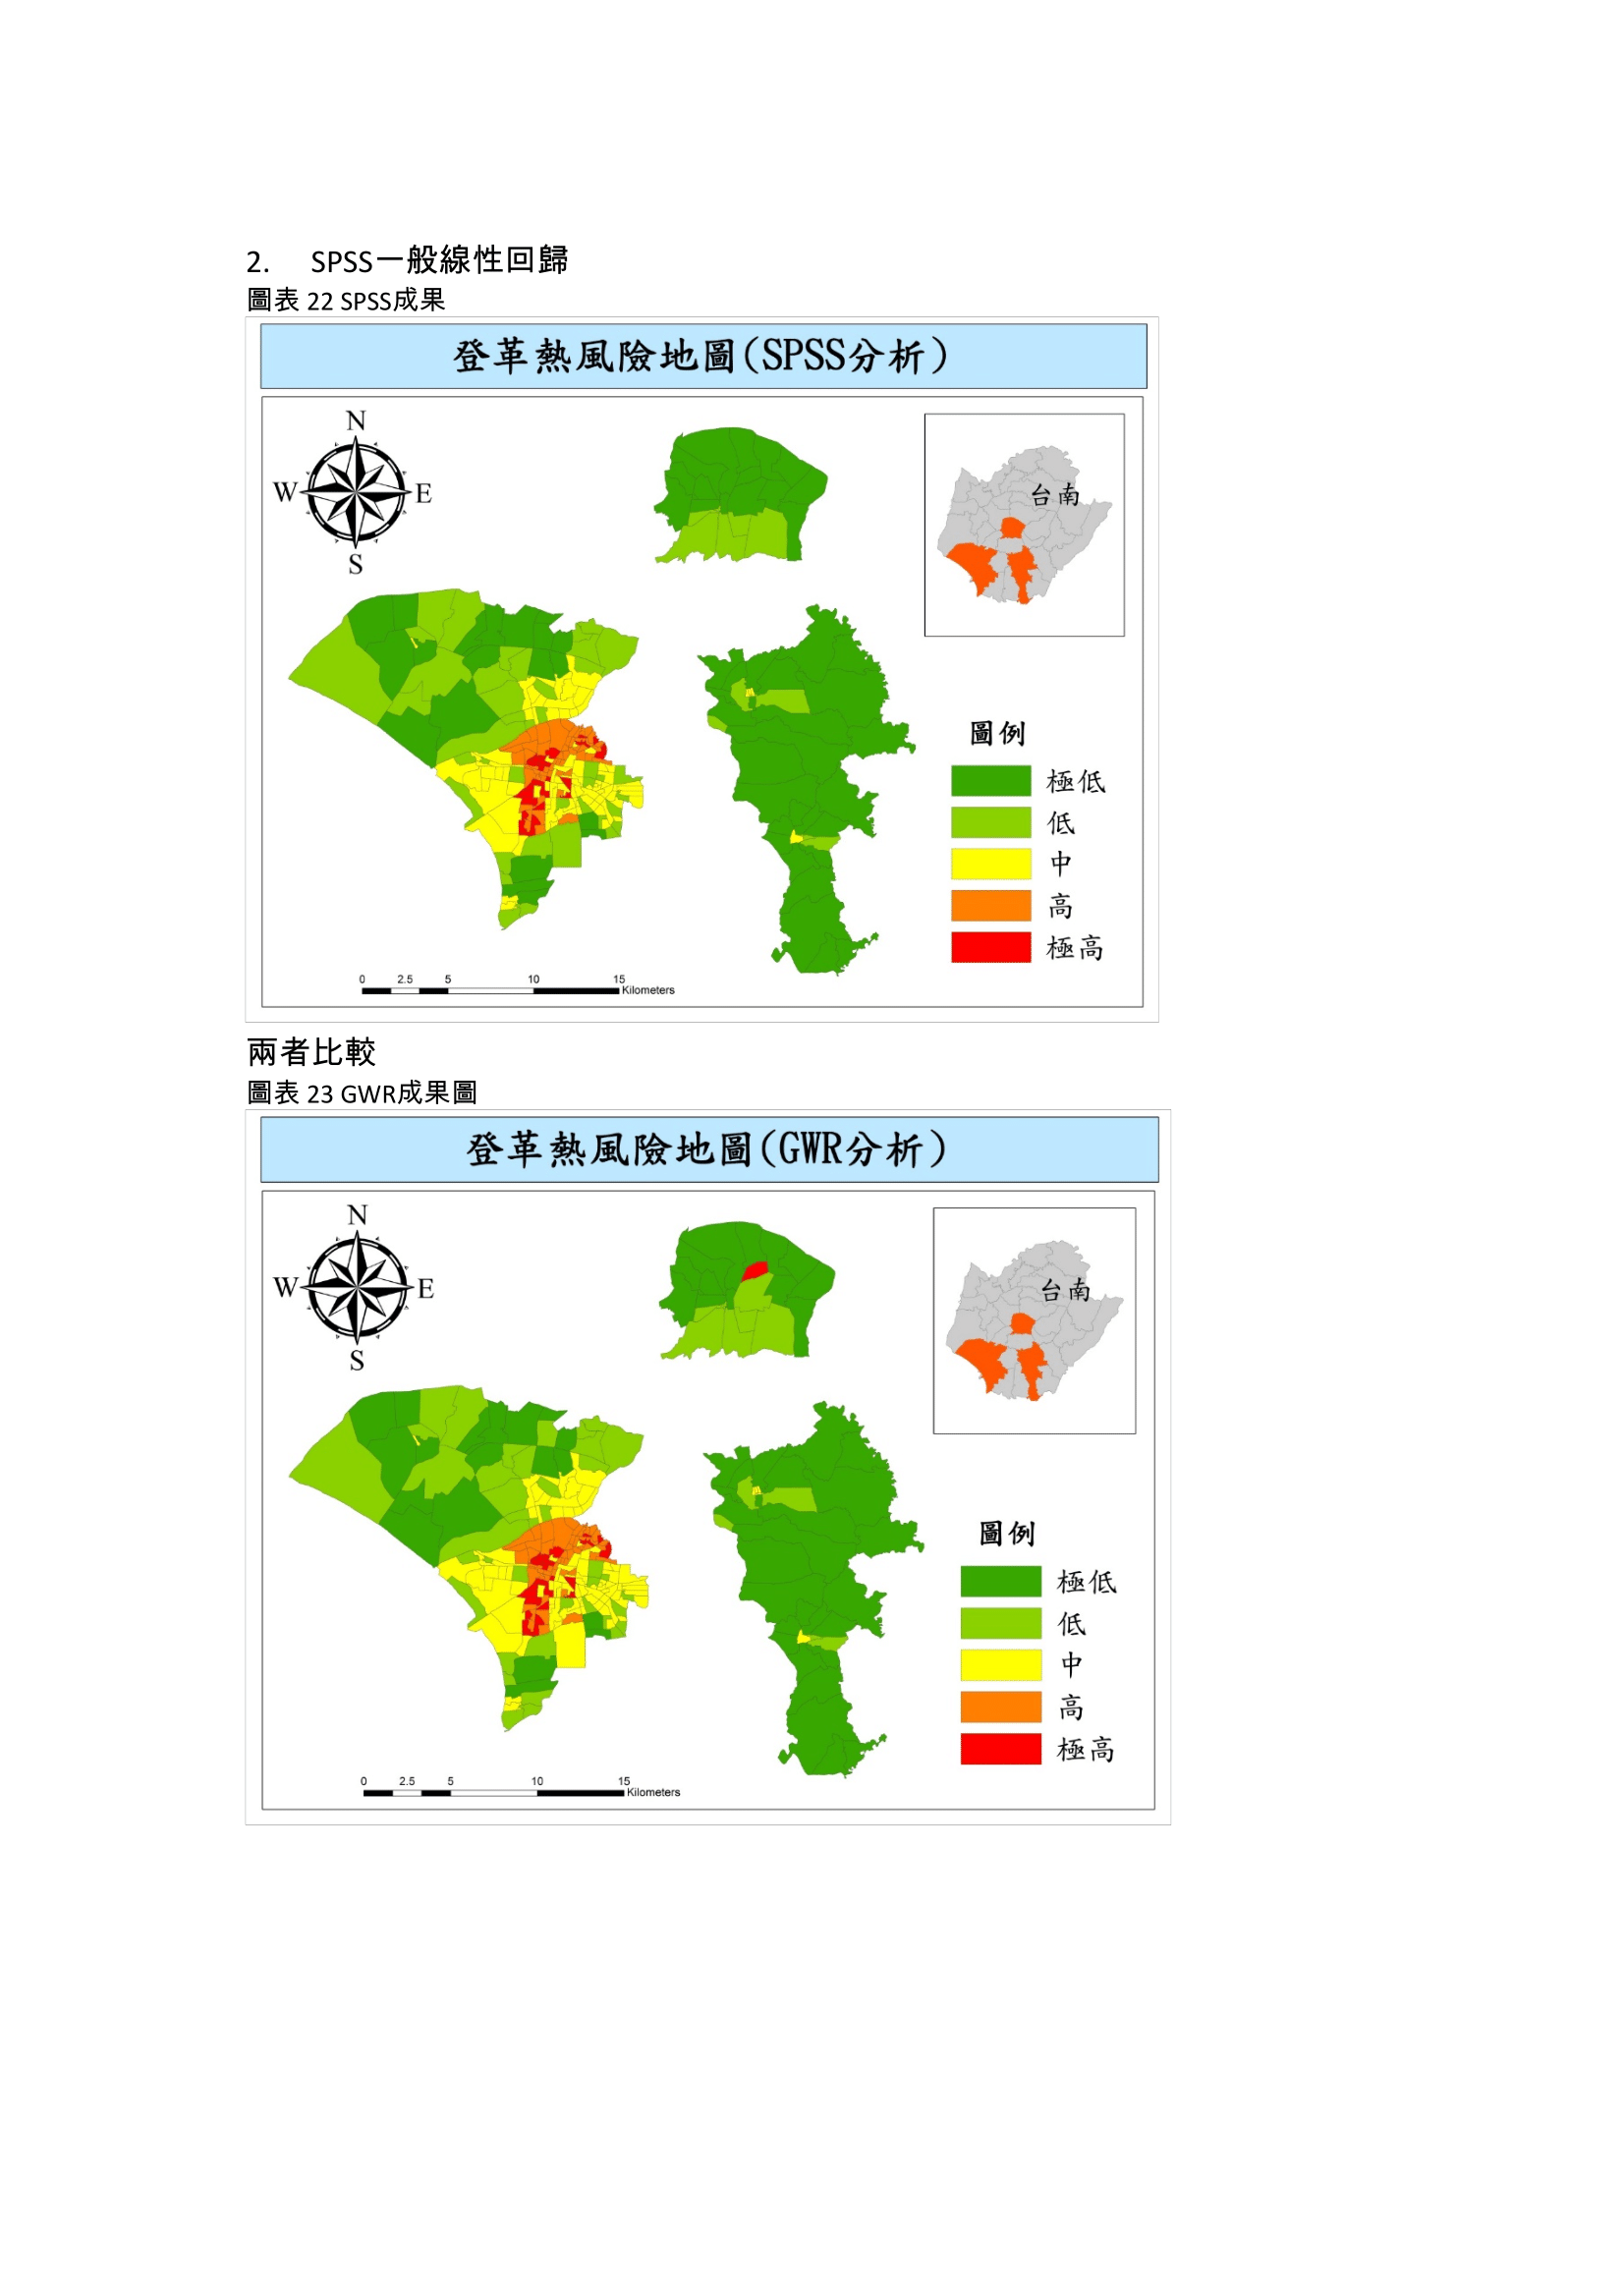 2. SPSS一般線性回歸
圖表 22 SPSS成果
登革熱風險地圖(SPSS分析)
N
W
E
S
台南
圖例
極低
低
中
高
極高
0 2.5 5 10 15
Kilometers
兩者比較
圖表 23 GWR成果圖
登革熱風險地圖(GWR分析)
N
W
E
S
台南
圖例
極低
低
中
高
極高
0 2.5 5 10 15
Kilometers